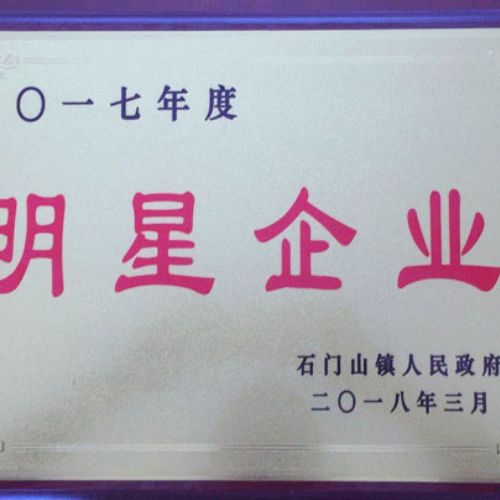 〇一七年度
明星企业
石门山镇人民政府
二〇一八年三月